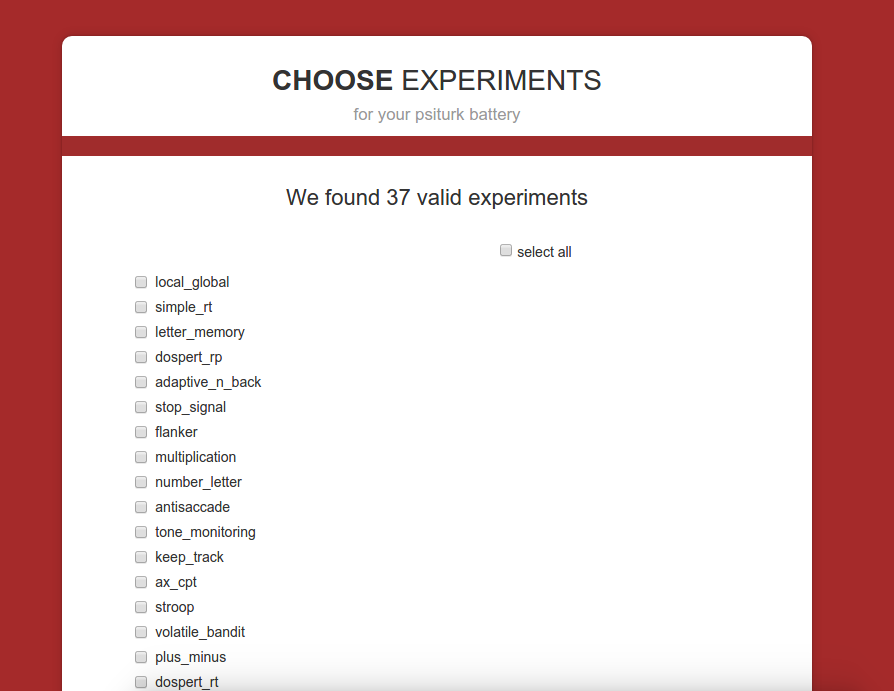 CHOOSE EXPERIMENTS
for your psiturk battery
We found 37 valid experiments
select all
local_global
simple_rt
letter_memory
dospert_rp
adaptive_n_back
stop_signal
flanker
multiplication
number_letter
antisaccade
tone_monitoring
keep_track
ax_cpt
stroop
volatile_bandit
plus_minus
dospert_rt